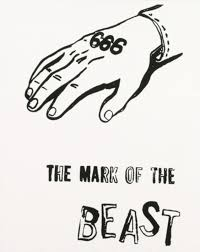 666
THE MARK OF THE
BEAST